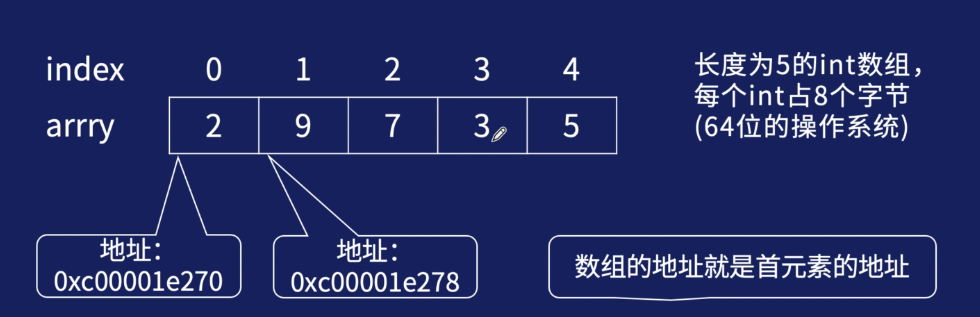 index 0 1 2 3 4
arrry 2 9 7 3 5
长度为5的int数组，
每个int占8个字节
(64位的操作系统)
地址：
0xc00001e270
地址：
0xc00001e278
数组的地址就是首元素的地址